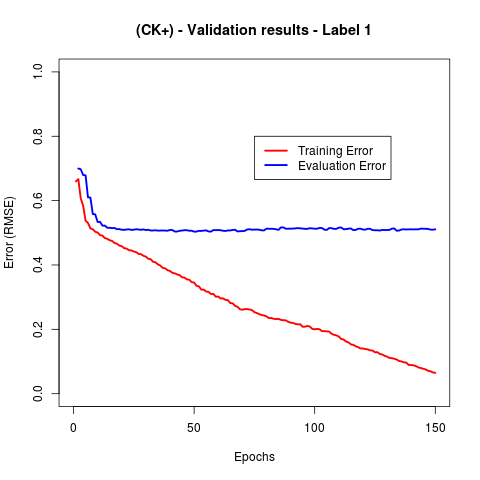 (CK+) - Validation results - Label 1
Error (RMSE)
1.0
0.8
0.6
0.4
0.2
0.0
Training Error
Evaluation Error
0 50 100 150
Epochs